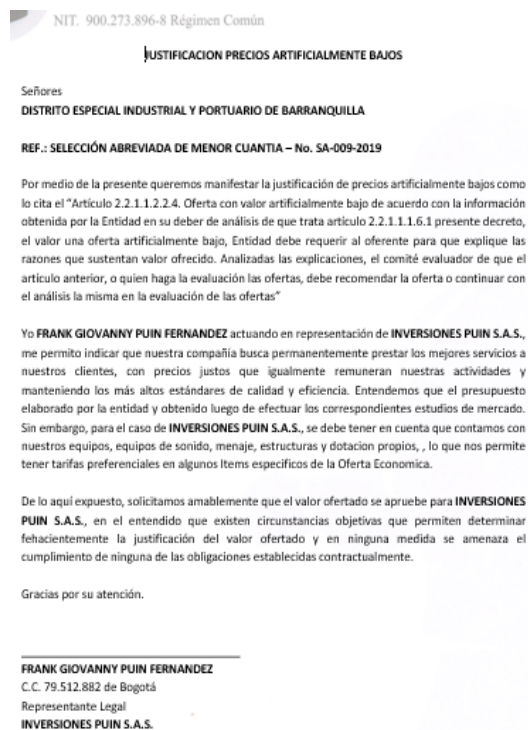 NIT. 900.273.896-8 Régimen Común
JUSTIFICACION PRECIOS ARTIFICIALMENTE BAJOS
Señores
DISTRITO ESPECIAL INDUSTRIAL Y PORTUARIO DE BARRANQUILLA
REF.: SELECCIÓN ABREVIADA DE MENOR CUANTIA – No. SA-009-2019
Por medio de la presente queremos manifestar la justificación de precios artificialmente bajos como
lo cita el “Artículo 2.2.1.1.2.2.4. Oferta con valor artificialmente bajo de acuerdo con la información
obtenida por la Entidad en su deber de análisis de que trata artículo 2.2.1.1.1.6.1 presente decreto,
el valor una oferta artificialmente bajo, Entidad debe requerir al oferente para que explique las
razones que sustentan valor ofrecido. Analizadas las explicaciones, el comité evaluador de que el
artículo anterior, o quien haga la evaluación las ofertas, debe recomendar la oferta o continuar con
el análisis la misma en la evaluación de las ofertas”
Yo FRANK GIOVANNY PUIN FERNANDEZ actuando en representación de INVERSIONES PUIN S.A.S.,
me permito indicar que nuestra compañía busca permanentemente prestar los mejores servicios a
nuestros clientes, con precios justos que igualmente remuneran nuestras actividades y
manteniendo los más altos estándares de calidad y eficiencia. Entendemos que el presupuesto
elaborado por la entidad y obtenido luego de efectuar los correspondientes estudios de mercado.
Sin embargo, para el caso de INVERSIONES PUIN S.A.S., se debe tener en cuenta que contamos con
nuestros equipos, equipos de sonido, menaje, estructuras y dotacion propios, , lo que nos permite
tener tarifas preferenciales en algunos Items especificos de la Oferta Economica.
De lo aquí expuesto, solicitamos amablemente que el valor ofertado se apruebe para INVERSIONES
PUIN S.A.S., en el entendido que existen circunstancias objetivas que permiten determinar
fehacientemente la justificación del valor ofertado y en ninguna medida se amenaza el
cumplimiento de ninguna de las obligaciones establecidas contractualmente.
Gracias por su atención.
FRANK GIOVANNY PUIN FERNANDEZ
C.C. 79.512.882 de Bogotá
Representante Legal
INVERSIONES PUIN S.A.S.